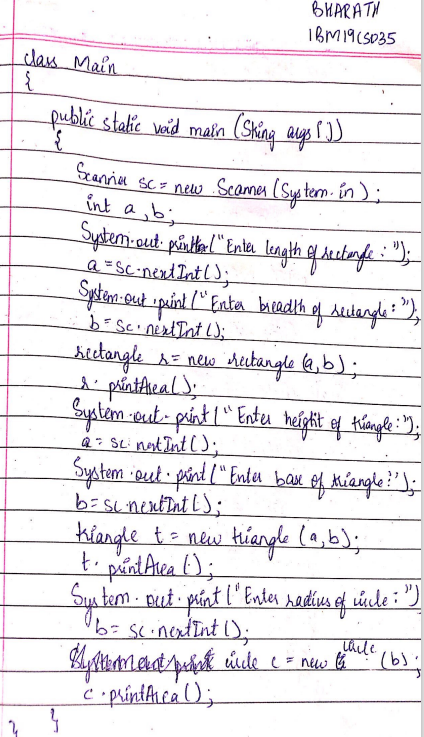 BHARATH
1BM19CS035
class Main
{
public static void main (String args[])
{
Scanner sc = new Scanner (System.in);
int a, b;
System.out.print("Enter length of rectangle: ");
a = sc.nextInt();
System.out.print("Enter breadth of rectangle: ");
b = sc.nextInt();
rectangle r = new rectangle (a, b);
r.printArea();
System.out.print("Enter height of triangle: ");
a = sc.nextInt();
System.out.print("Enter base of triangle: ");
b = sc.nextInt();
triangle t = new triangle (a, b);
t.printArea();
System.out.print("Enter radius of circle: ")
b = sc.nextInt();
circle c = new circle (b);
c.printArea();
} }